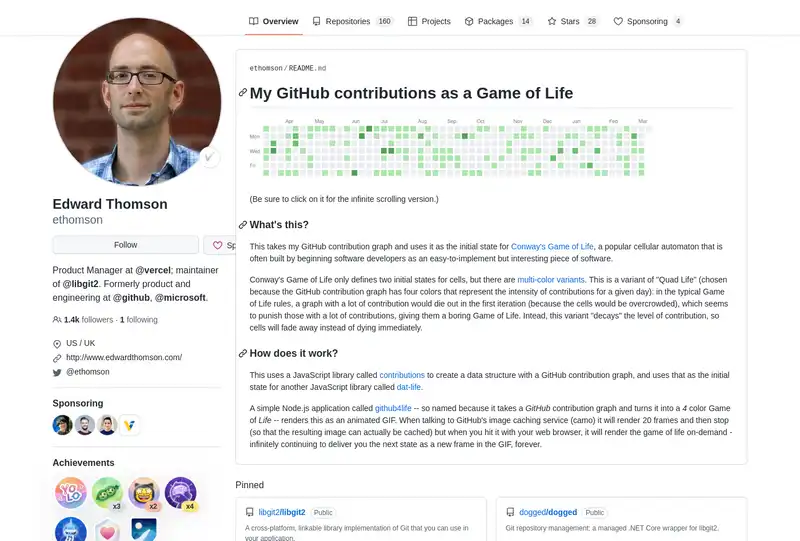 Overview
Repositories 160
Projects
Packages 14
Stars 28
Sponsoring 4
Edward Thomson
ethomson
Follow
Sp
Product Manager at @vercel; maintainer
of @libgit2. Formerly product and
engineering at @github, @microsoft.
1.4k followers · 1 following
US / UK
http://www.edwardthomson.com/
@ethomson
Sponsoring
Achievements
YOLO
x3
x2
x4
ethomson/README.md
My GitHub contributions as a Game of Life
Apr May Jun Jul Aug Sep Oct Nov Dec Jan Feb Mar
Mon
Wed
Fri
(Be sure to click on it for the infinite scrolling version.)
What's this?
This takes my GitHub contribution graph and uses it as the initial state for Conway's Game of Life, a popular cellular automaton that is
often built by beginning software developers as an easy-to-implement but interesting piece of software.
Conway's Game of Life only defines two initial states for cells, but there are multi-color variants. This is a variant of "Quad Life" (chosen
because the GitHub contribution graph has four colors that represent the intensity of contributions for a given day): in the typical Game
of Life rules, a graph with a lot of contribution would die out in the first iteration (because the cells would be overcrowded), which seems
to punish those with a lot of contributions, giving them a boring Game of Life. Intead, this variant "decays" the level of contribution, so
cells will fade away instead of dying immediately.
How does it work?
This uses a JavaScript library called contributions to create a data structure with a GitHub contribution graph, and uses that as the initial
state for another JavaScript library called dat-life.
A simple Node.js application called github4life -- so named because it takes a GitHub contribution graph and turns it into a 4 color Game
of Life -- renders this as an animated GIF. When talking to GitHub's image caching service (camo) it will render 20 frames and then stop
(so that the resulting image can actually be cached) but when you hit it with your web browser, it will render the game of life on-demand -
infinitely continuing to deliver you the next state as a new frame in the GIF, forever.
Pinned
libgit2/libgit2 Public
A cross-platform, linkable library implementation of Git that you can use in
your application.
dogged/dogged Public
Git repository management: a managed .NET Core wrapper for libgit2.